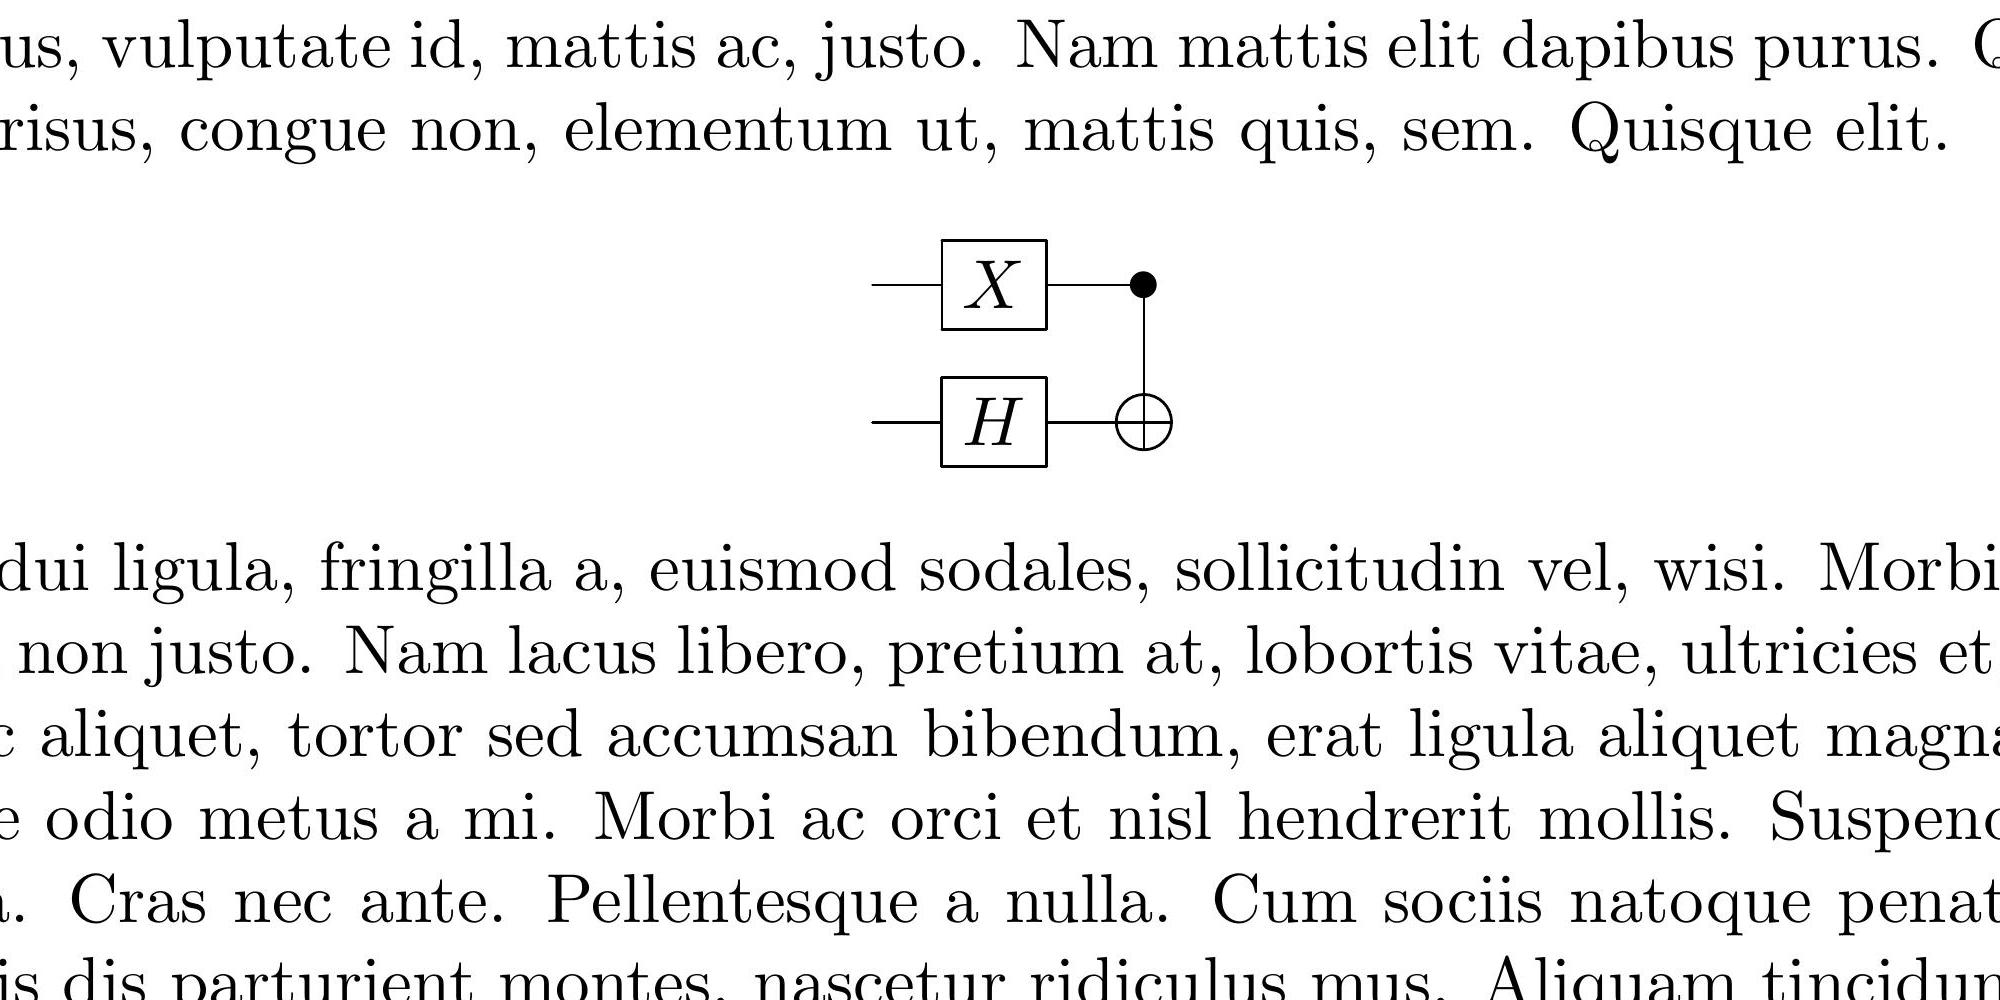 us, vulputate id, mattis ac, justo. Nam mattis elit dapibus purus.
risus, congue non, elementum ut, mattis quis, sem. Quisque elit.
X
H
dui ligula, fringilla a, euismod sodales, sollicitudin vel, wisi. Morbi
non justo. Nam lacus libero, pretium at, lobortis vitae, ultricies et
aliquet, tortor sed accumsan bibendum, erat ligula aliquet magna
odio metus a mi. Morbi ac orci et nisl hendrerit mollis.
Cras nec ante. Pellentesque a nulla. Cum sociis natoque penat
is dis parturient montes, nascetur ridiculus mus. Aliquam tincidun